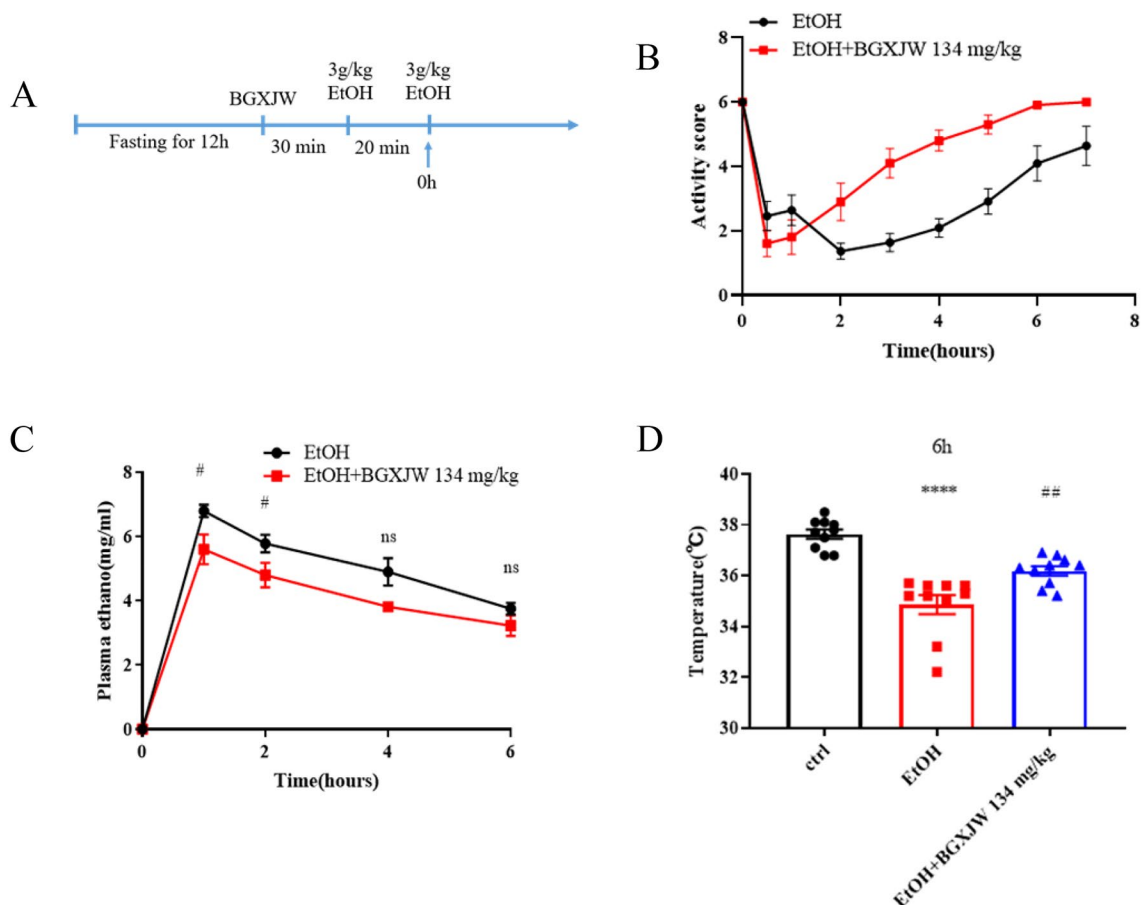 A
3g/kg 3g/kg
BGXJW EtOH EtOH
Fasting for 12h 30 min 20 min
0h
B
EtOH
EtOH+BGXJW 134 mg/kg
Activity score
8
6
4
2
0
0 2 4 6 8
Time(hours)
C
EtOH
EtOH+BGXJW 134 mg/kg
Plasma ethano(mg/ml)
8
6
4
2
0
# # ns ns
0 2 4 6
Time(hours)
D
6h
**** ##
Temperature(℃)
40
38
36
34
32
30
ctrl
EtOH
EtOH+BGXJW 134 mg/kg